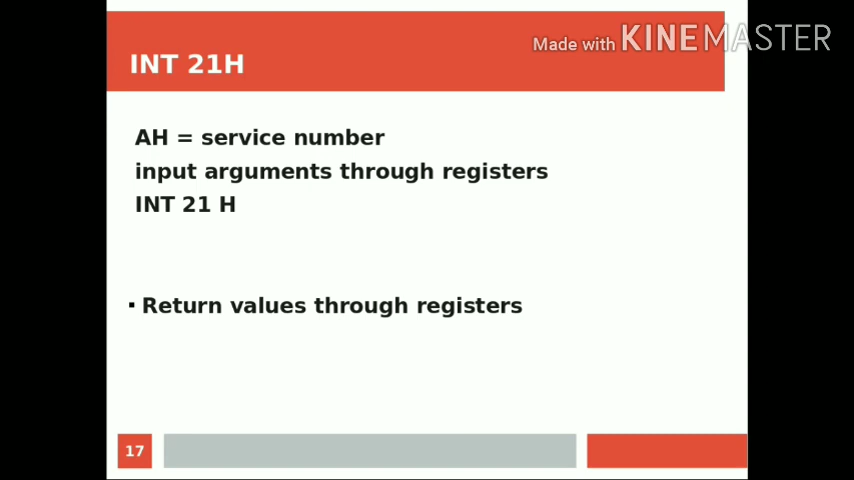 Made with KINEMASTER
INT 21H
AH = service number
input arguments through registers
INT 21 H
▪ Return values through registers
17